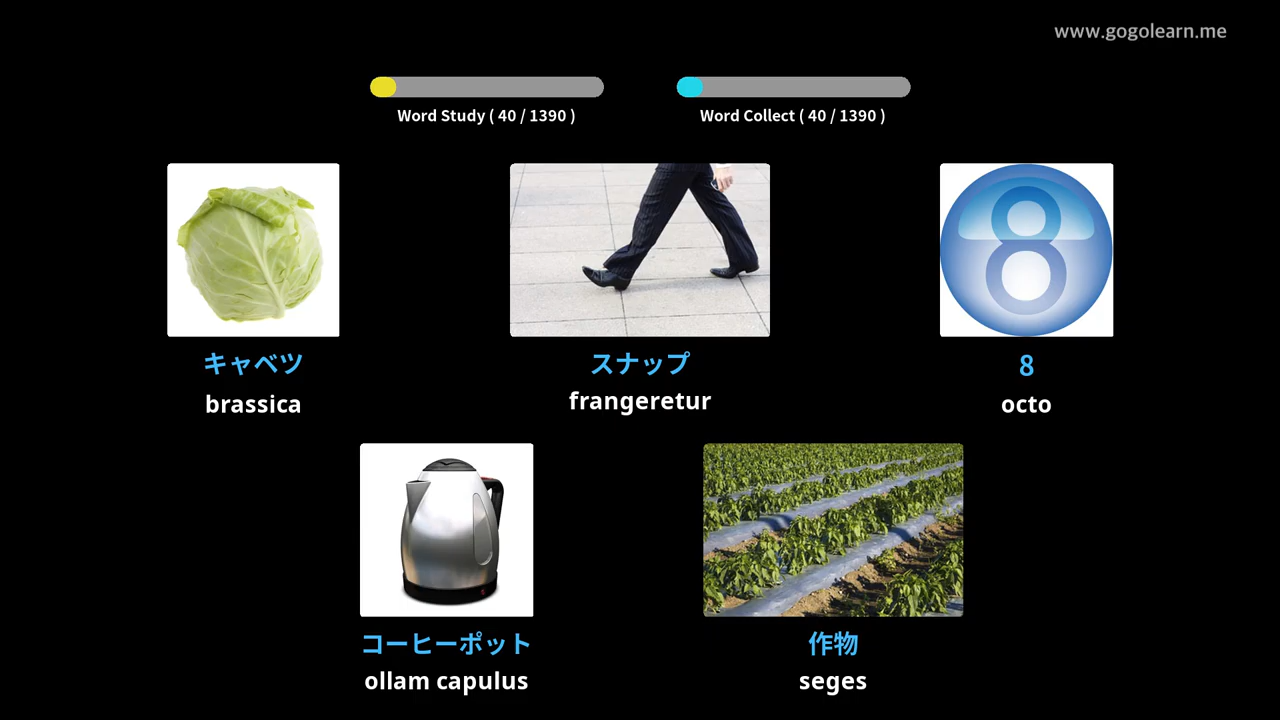 www.gogolearn.me
Word Study ( 40 / 1390 )
Word Collect ( 40 / 1390 )
8
キャベツ
brassica
スナップ
frangeretur
8
octo
コーヒーポット
ollam capulus
作物
seges